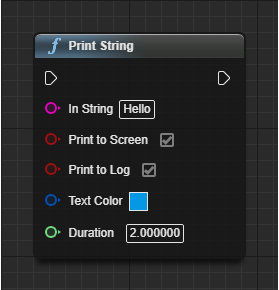 Print String
In String Hello
Print to Screen
Print to Log
Text Color
Duration 2.000000